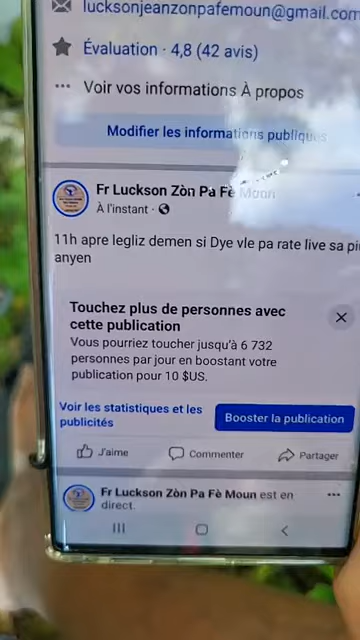 lucksonjeanzonpafemoun@gmail.com
Évaluation · 4,8 (42 avis)
Voir vos informations À propos
Modifier les informations publiques
Fr Luckson Zòn Pa Fè Moun
À l'instant ·
11h apre legliz demen si Dye vle pa rate live sa pou
anyen
Touchez plus de personnes avec
cette publication
Vous pourriez toucher jusqu'à 6 732
personnes par jour en boostant votre
publication pour 10 $US.
Voir les statistiques et les
publicités
Booster la publication
J'aime
Commenter
Partager
Fr Luckson Zòn Pa Fè Moun est en
direct.